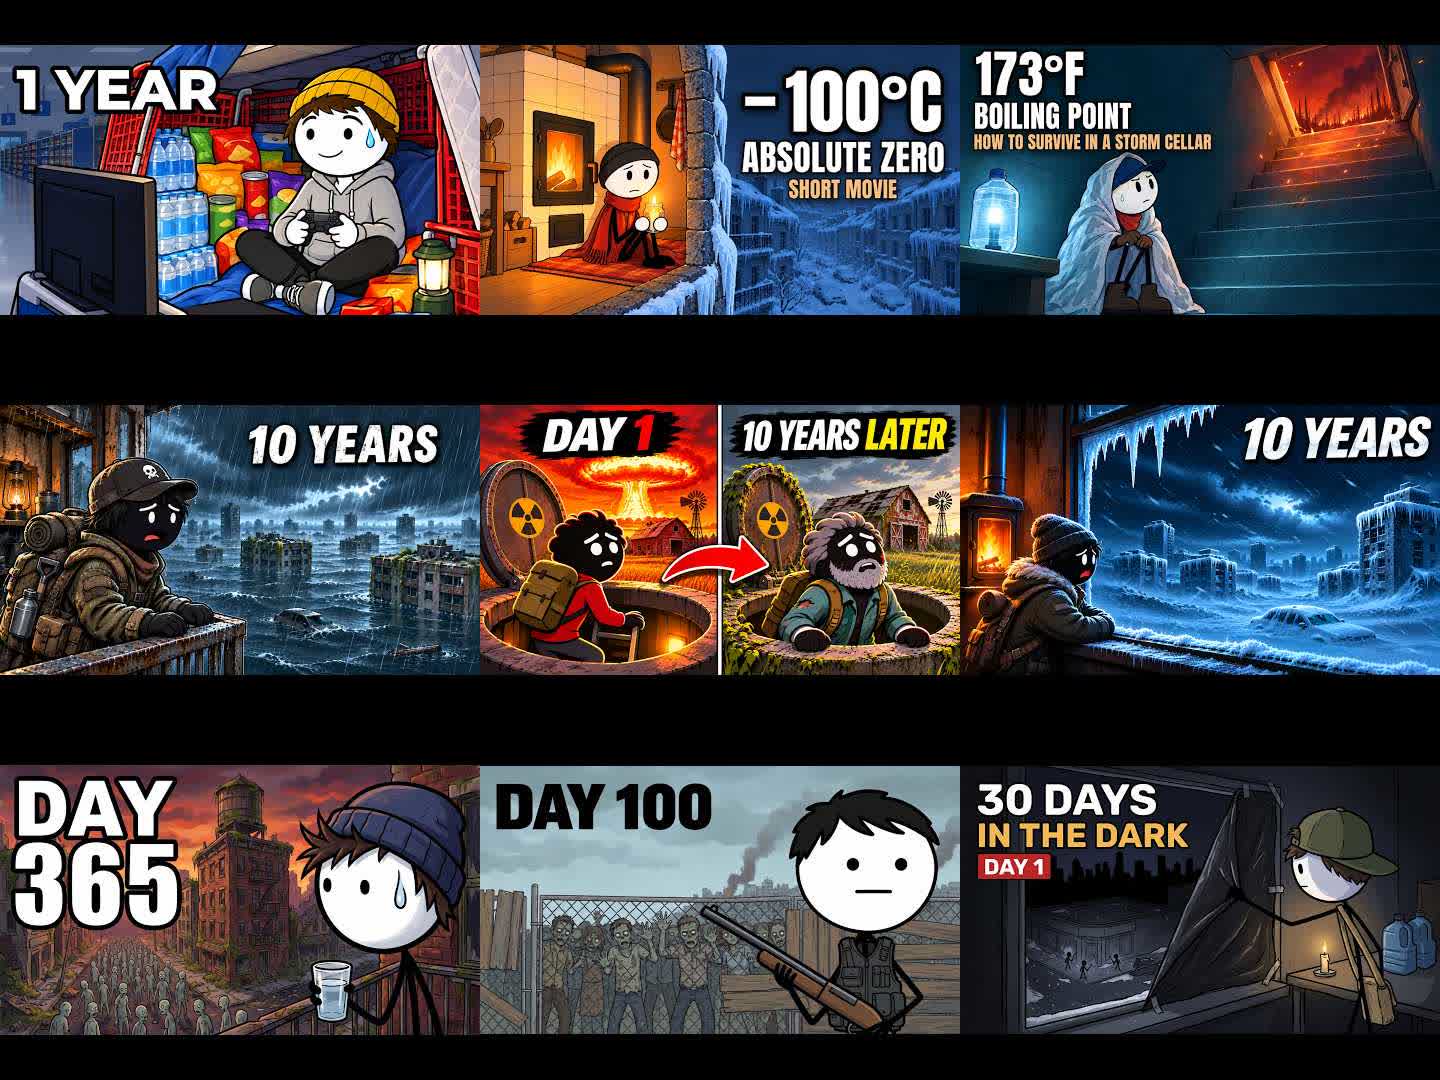 1 YEAR
-100°C
ABSOLUTE ZERO
SHORT MOVIE
173°F
BOILING POINT
HOW TO SURVIVE IN A STORM CELLAR
10 YEARS
DAY 1
10 YEARS LATER
10 YEARS
DAY
365
DAY 100
30 DAYS
IN THE DARK
DAY 1